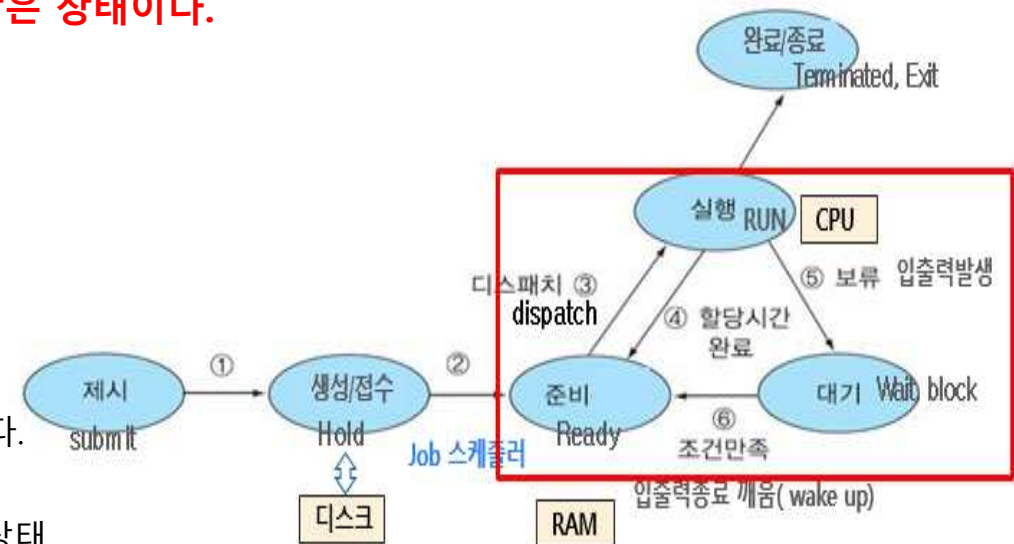 은 상태이다.
완료/종료
Terminated, Exit
실행 RUN
CPU
⑤ 보류 입출력발생
디스패치 ③
dispatch
④ 할당시간
완료
①
②
제시
submit
생성/접수
Hold
준비
Ready
대기 Wait, block
⑥
조건만족
다.
Job 스케줄러
입출력종료 깨움( wake up)
디스크
RAM
상태